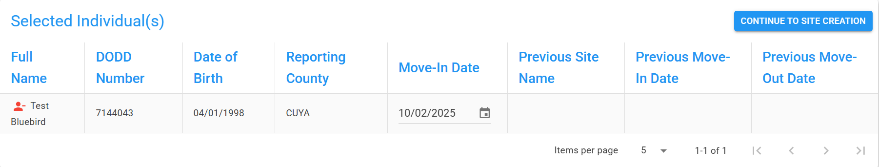 Selected Individual(s)
CONTINUE TO SITE CREATION
Full Name
DODD Number
Date of Birth
Reporting County
Move-In Date
Previous Site Name
Previous Move-In Date
Previous Move-Out Date
Test Bluebird
7144043
04/01/1998
CUYA
10/02/2025
Items per page
5
1-1 of 1